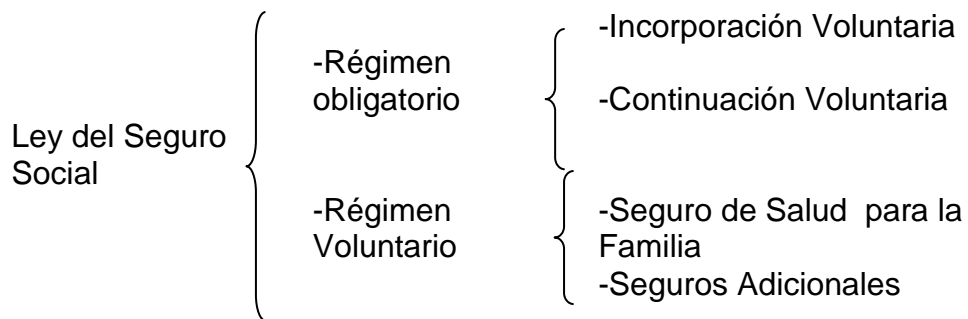 Ley del Seguro
Social
-Régimen
obligatorio
-Incorporación Voluntaria
-Continuación Voluntaria
-Régimen
Voluntario
-Seguro de Salud  para la
Familia
-Seguros Adicionales